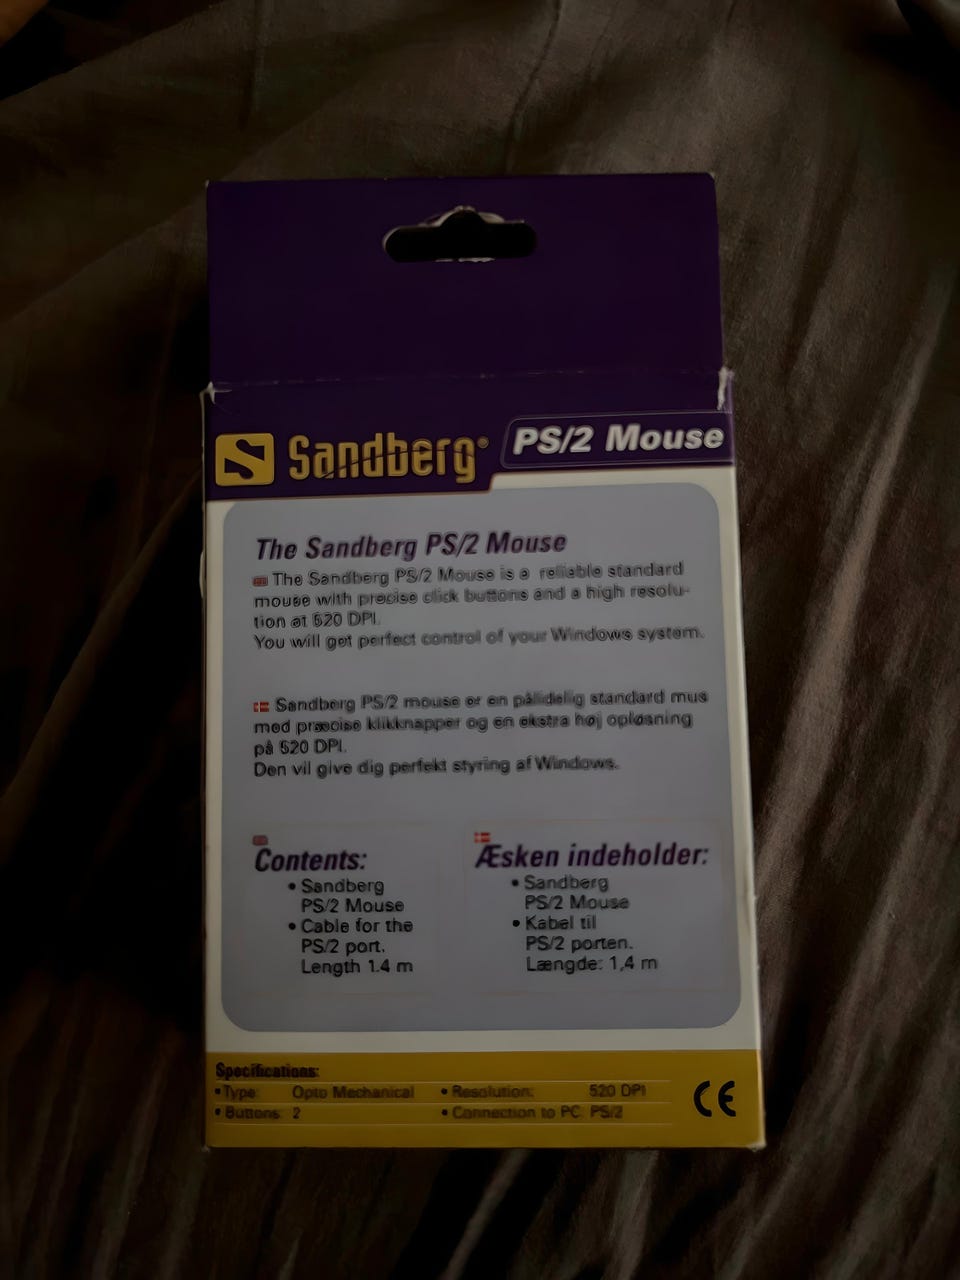 Sandberg®
PS/2 Mouse
The Sandberg PS/2 Mouse
The Sandberg PS/2 Mouse is a reliable standard
mouse with precise click buttons and a high resolu-
tion at 520 DPI.
You will get perfect control of your Windows system.
Sandberg PS/2 mouse er en pålidelig standard mus
med præcise klikknapper og en ekstra høj opløsning
på 520 DPI.
Den vil give dig perfekt styring af Windows.
Contents:
• Sandberg
PS/2 Mouse
• Cable for the
PS/2 port.
Length 1.4 m
Æsken indeholder:
• Sandberg
PS/2 Mouse
• Kabel til
PS/2 porten.
Længde: 1,4 m
Specifications:
• Type: Opto Mechanical
• Buttons: 2
• Resolution: 520 DPI
• Connection to PC: PS/2
CE